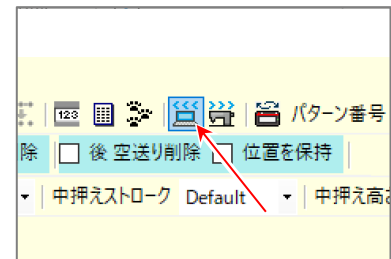 123 パターン番号
除 後 空送り削除 位置を保持
中押えストローク Default 中押え高